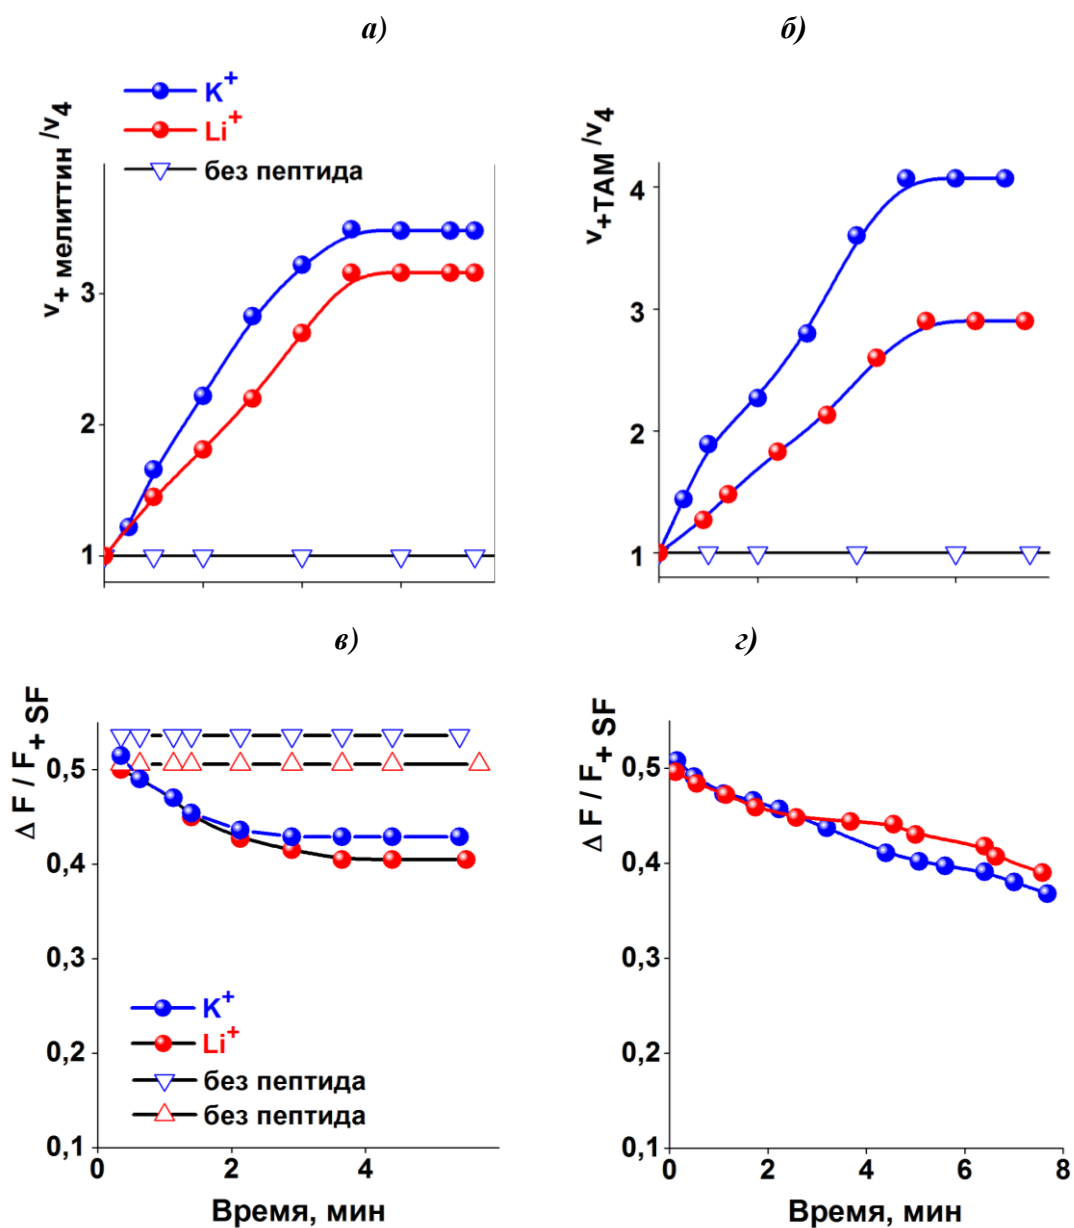 а)
б)
K+
Li+
без пептида
v+ мелиттин /v4
3
2
1
v+ТАМ /v4
4
3
2
1
в)
г)
Δ F / F+ SF
0,5
0,4
0,3
0,2
0,1
K+
Li+
без пептида
без пептида
0
2
4
Время, мин
Δ F / F+ SF
0,5
0,4
0,3
0,2
0,1
0
2
4
6
8
Время, мин